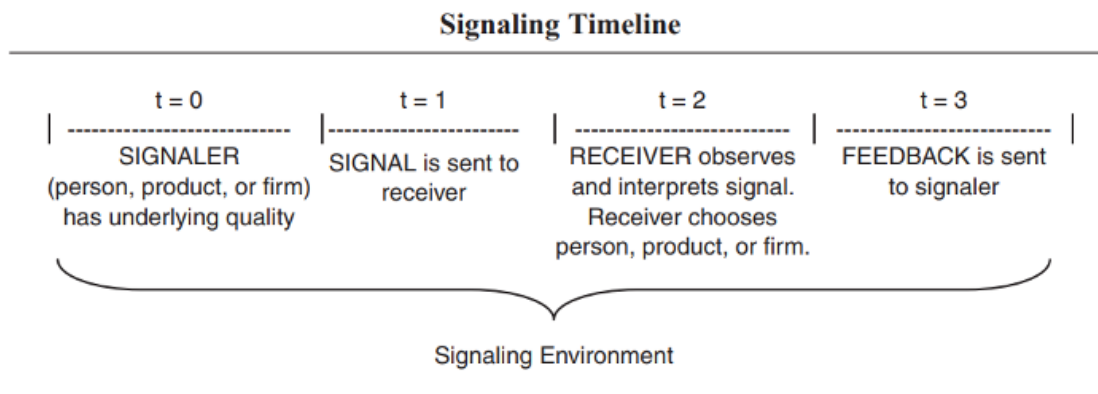 Signaling Timeline
t = 0
t = 1
t = 2
t = 3
SIGNALER
(person, product, or firm)
has underlying quality
SIGNAL is sent to
receiver
RECEIVER observes
and interprets signal.
Receiver chooses
person, product, or firm.
FEEDBACK is sent
to signaler
Signaling Environment